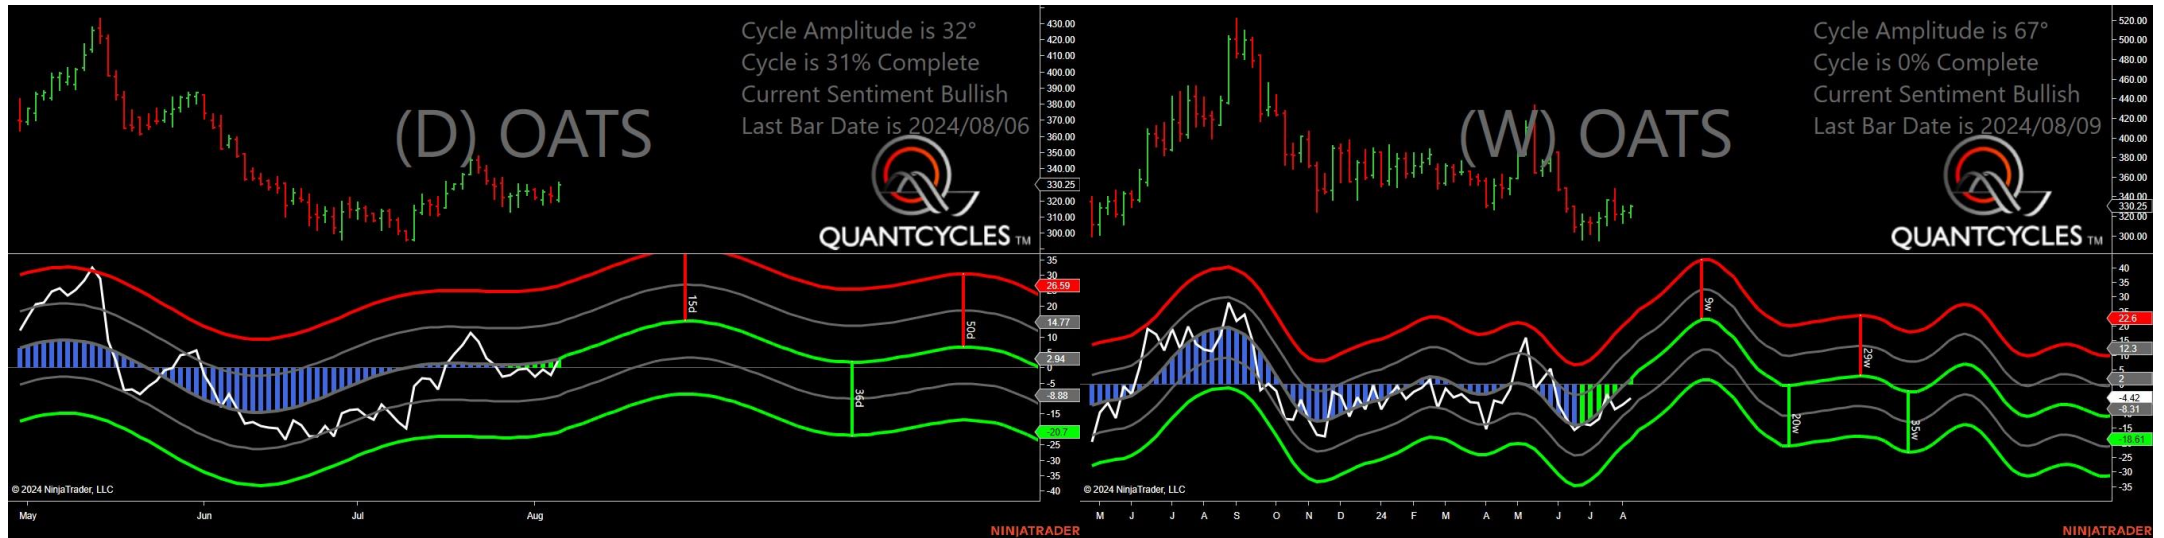 Cycle Amplitude is 32°
Cycle is 31% Complete
Current Sentiment Bullish
Last Bar Date is 2024/08/06
(D) OATS
QUANTCYCLES TM
430.00
420.00
410.00
400.00
390.00
380.00
370.00
360.00
350.00
340.00
330.25
320.00
310.00
300.00
35
30
26.59
20
14.77
10
2.94
0
-5
-8.88
-15
-20.7
-25
-30
-35
-40
15d
36d
50d
© 2024 NinjaTrader, LLC
May
Jun
Jul
Aug
NINJATRADER
Cycle Amplitude is 67°
Cycle is 0% Complete
Current Sentiment Bullish
Last Bar Date is 2024/08/09
(W) OATS
QUANTCYCLES TM
520.00
500.00
480.00
460.00
440.00
420.00
400.00
380.00
360.00
340.00
330.25
320.00
300.00
40
35
30
25
22.6
15
12.3
2
-4.42
-8.31
-15
-18.61
-25
-30
-35
9w
20w
29w
35w
© 2024 NinjaTrader, LLC
M
J
J
A
S
O
N
D
24
F
M
A
M
J
J
A
NINJATRADER